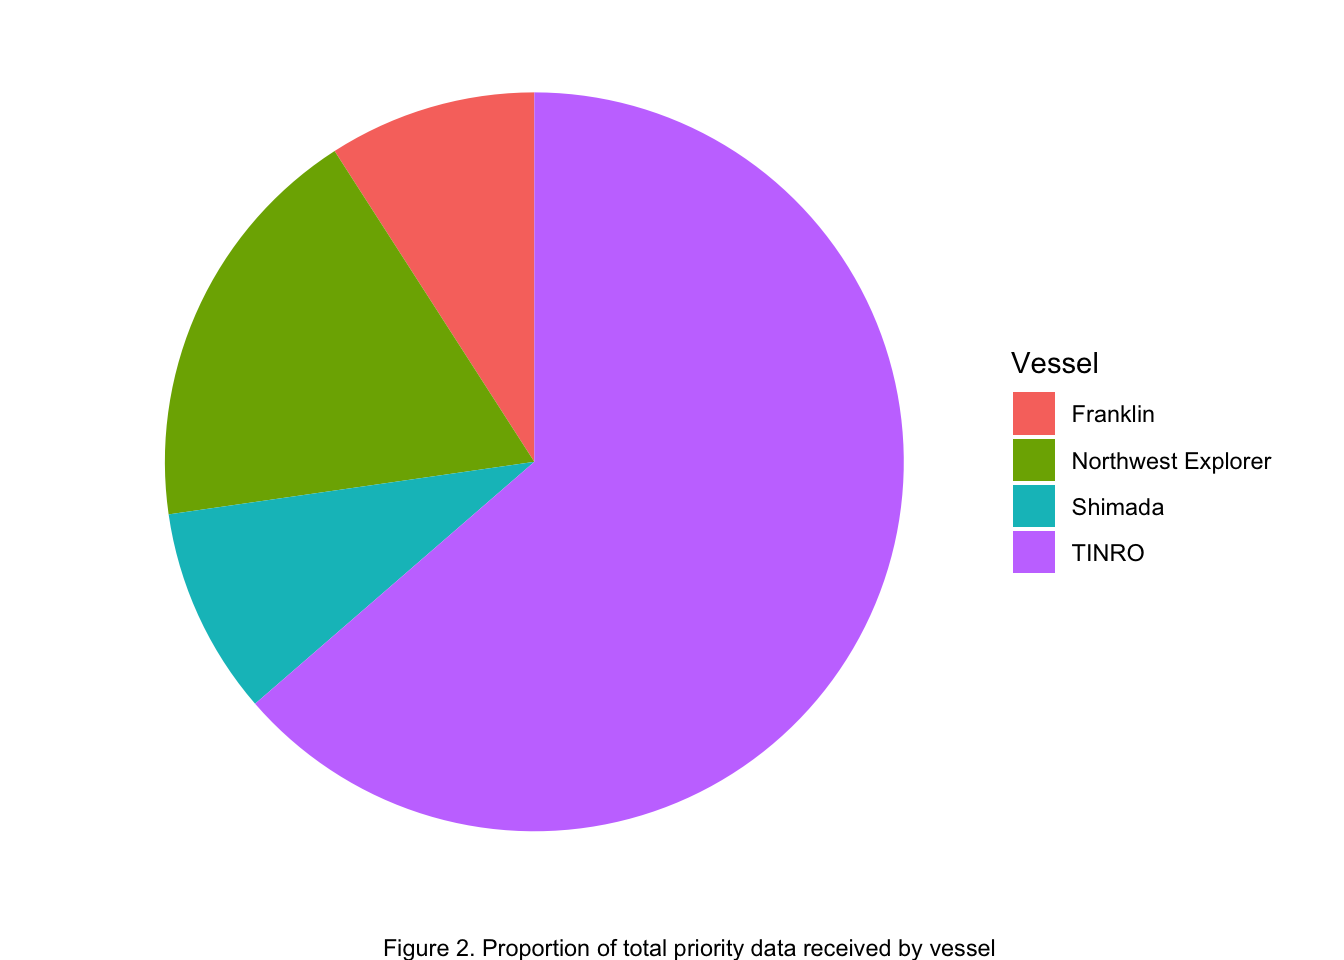 Vessel
Franklin
Northwest Explorer
Shimada
TINRO
Figure 2. Proportion of total priority data received by vessel